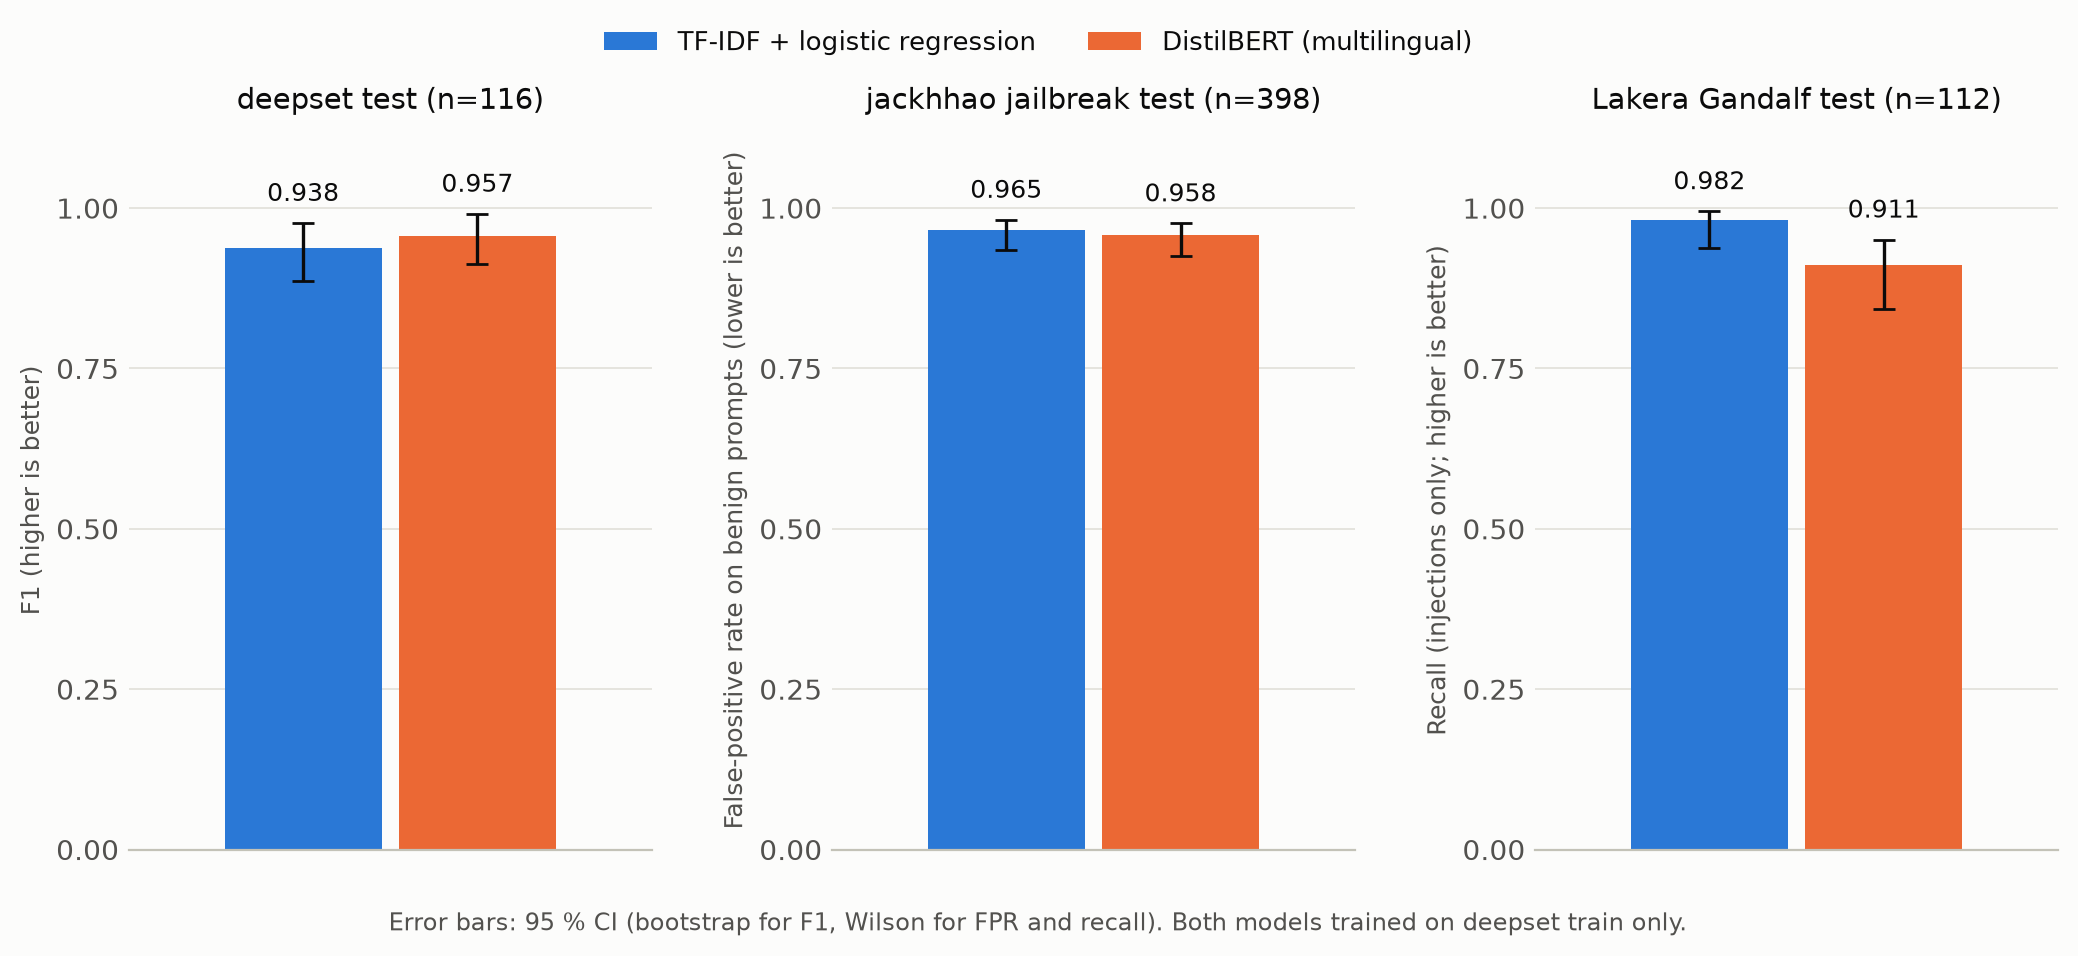 TF-IDF + logistic regression
DistilBERT (multilingual)
deepset test (n=116)
F1 (higher is better)
1.00
0.75
0.50
0.25
0.00
0.938
0.957
jackhhao jailbreak test (n=398)
False-positive rate on benign prompts (lower is better)
1.00
0.75
0.50
0.25
0.00
0.965
0.958
Lakera Gandalf test (n=112)
Recall (injections only; higher is better)
1.00
0.75
0.50
0.25
0.00
0.982
0.911
Error bars: 95 % CI (bootstrap for F1, Wilson for FPR and recall). Both models trained on deepset train only.